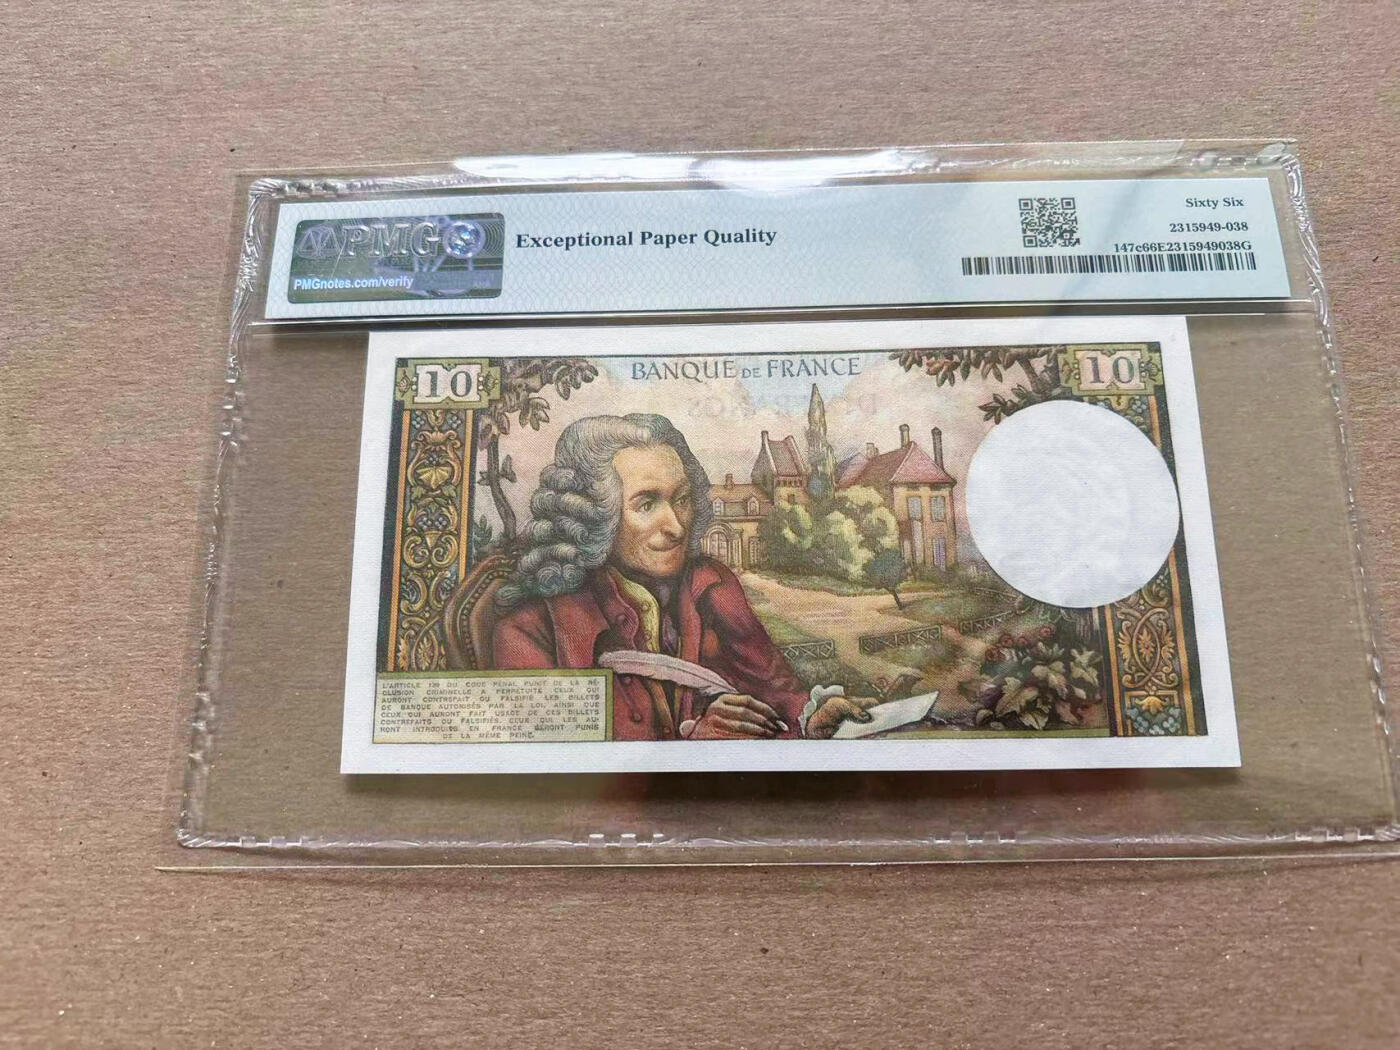 PMG
PMGnotes.com/verify
Exceptional Paper Quality
Sixty Six
2315949-038
147c66E2315949038G
10
BANQUE DE FRANCE
10
L'ARTICLE 139 DU CODE PÉNAL PUNIT DE LA RÉ-
CLUSION CRIMINELLE À PERPÉTUITÉ CEUX QUI
AURONT CONTREFAIT OU FALSIFIÉ LES BILLETS
DE BANQUE AUTORISÉS PAR LA LOI, AINSI QUE
CEUX QUI AURONT FAIT USAGE DE CES BILLETS
CONTREFAITS OU FALSIFIÉS. CEUX QUI LES AU-
RONT INTRODUITS EN FRANCE SERONT PUNIS
DE LA MÊME PEINE.